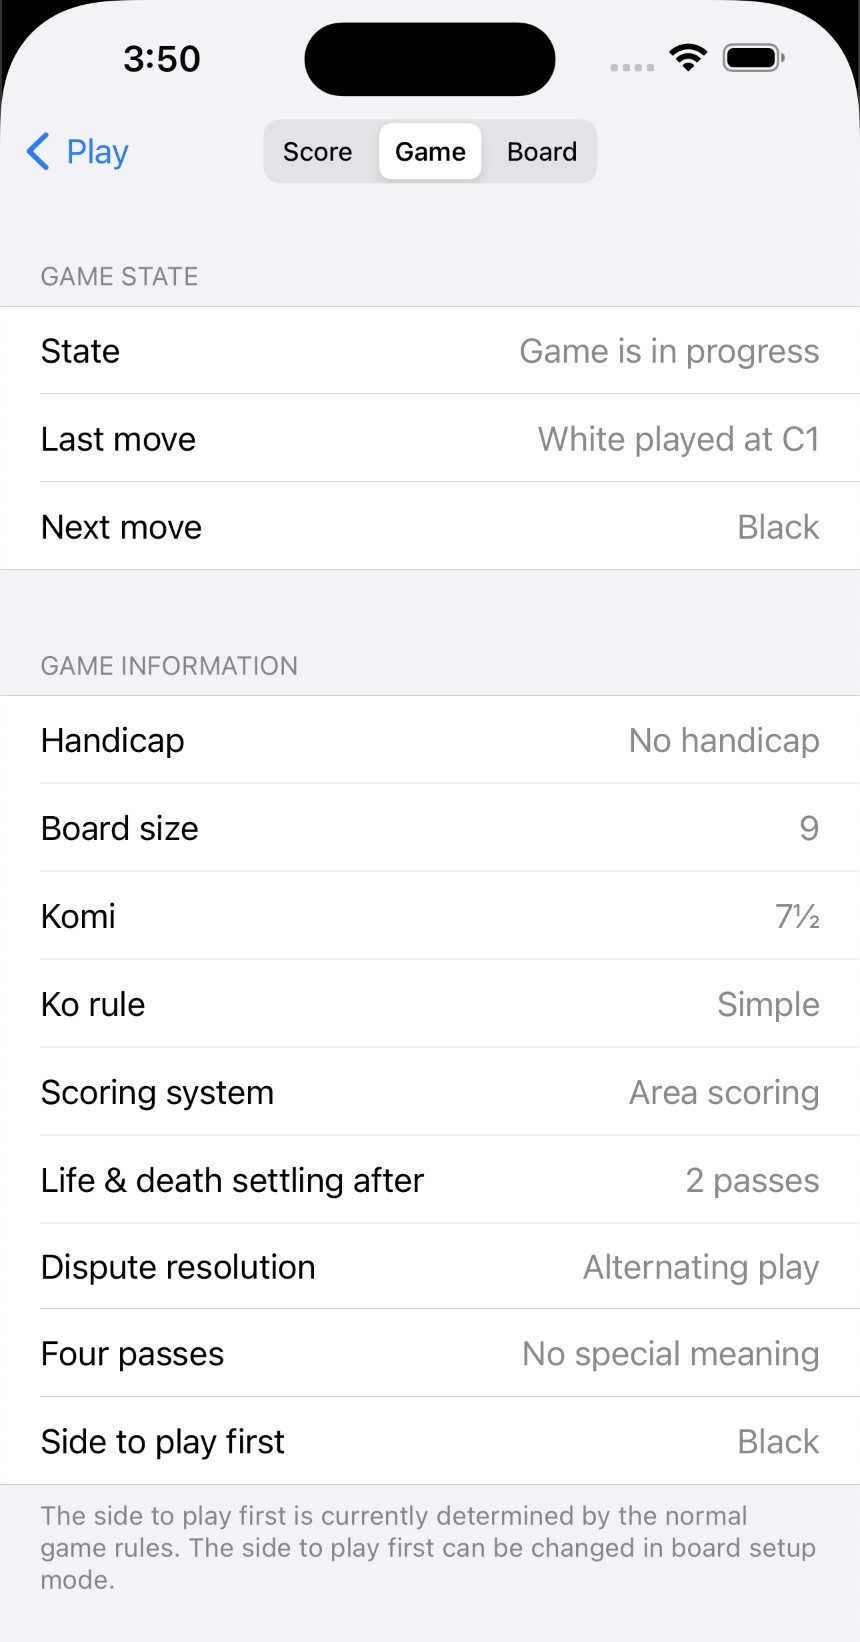 3:50
Play
Score Game Board
GAME STATE
State Game is in progress
Last move White played at C1
Next move Black
GAME INFORMATION
Handicap No handicap
Board size 9
Komi 7½
Ko rule Simple
Scoring system Area scoring
Life & death settling after 2 passes
Dispute resolution Alternating play
Four passes No special meaning
Side to play first Black
The side to play first is currently determined by the normal
game rules. The side to play first can be changed in board setup
mode.